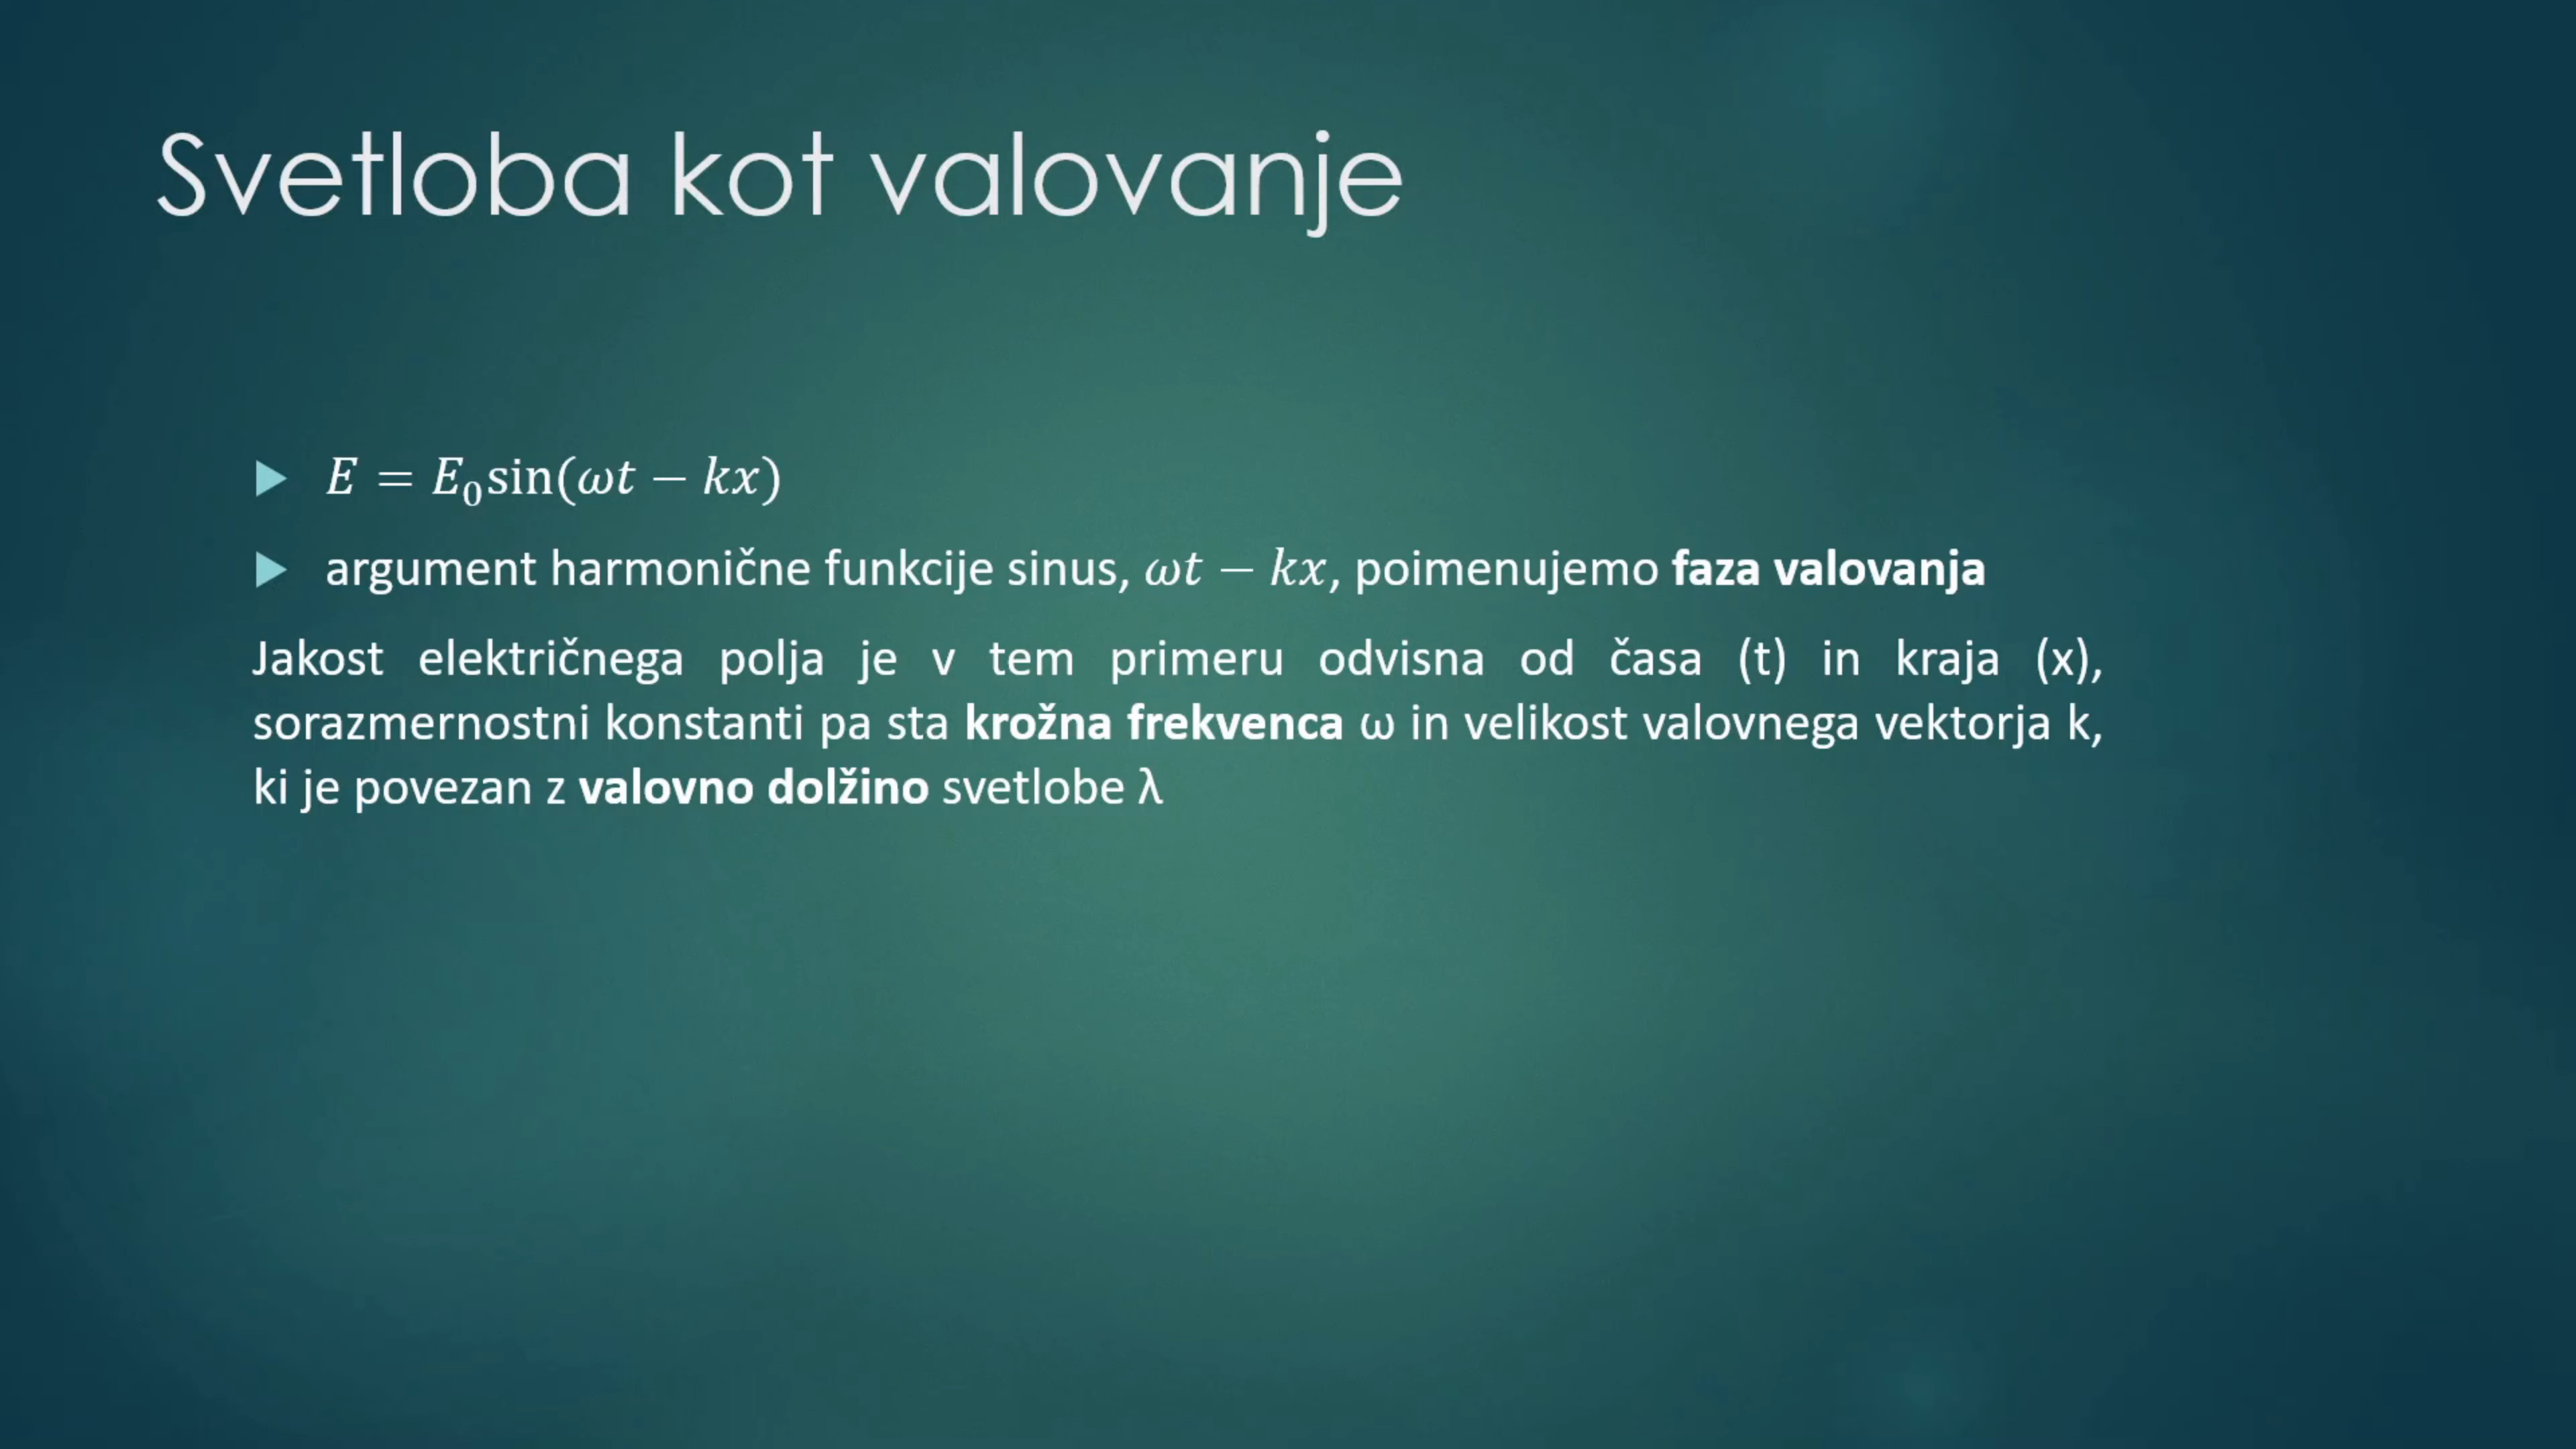 Svetloba kot valovanje
E = E₀sin(ωt − kx)
argument harmonične funkcije sinus, ωt − kx, poimenujemo faza valovanja
Jakost električnega polja je v tem primeru odvisna od časa (t) in kraja (x),
sorazmernostni konstanti pa sta krožna frekvenca ω in velikost valovnega vektorja k,
ki je povezan z valovno dolžino svetlobe λ